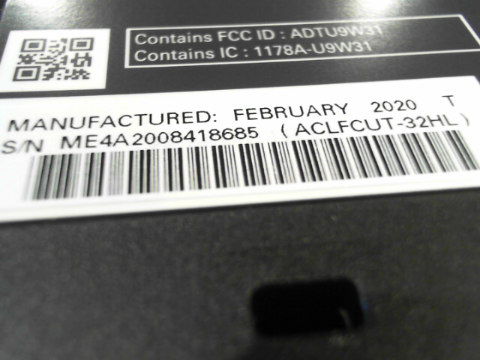 Contains FCC ID : ADTU9W31
Contains IC : 1178A-U9W31
MANUFACTURED: FEBRUARY 2020 T
S/N ME4A2008418685 (ACLFCUT-32HL)